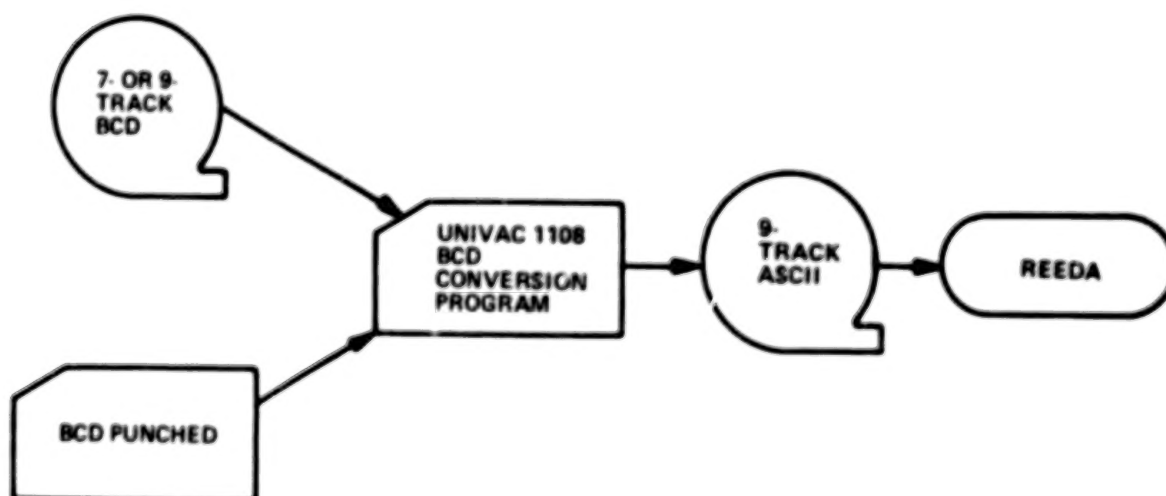 7- OR 9-
TRACK
BCD
UNIVAC 1108
BCD
CONVERSION
PROGRAM
9-
TRACK
ASCII
REEDA
BCD PUNCHED